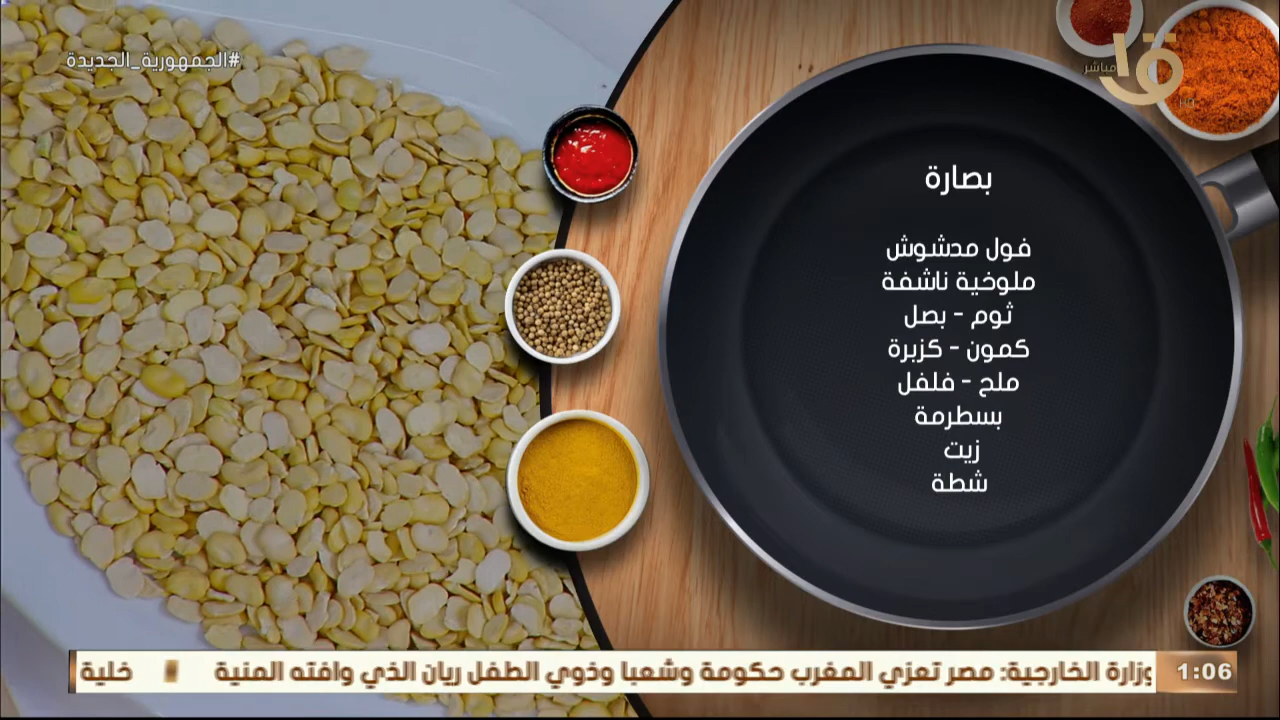 #الجمهورية_الجديدة
مباشر
بصارة
فول مدشوش
ملوخية ناشفة
ثوم - بصل
كمون - كزبرة
ملح - فلفل
بسطرمة
زيت
شطة
وزارة الخارجية: مصر تعزي المغرب حكومة وشعبا وذوي الطفل ريان الذي وافته المنية خلية
1:06